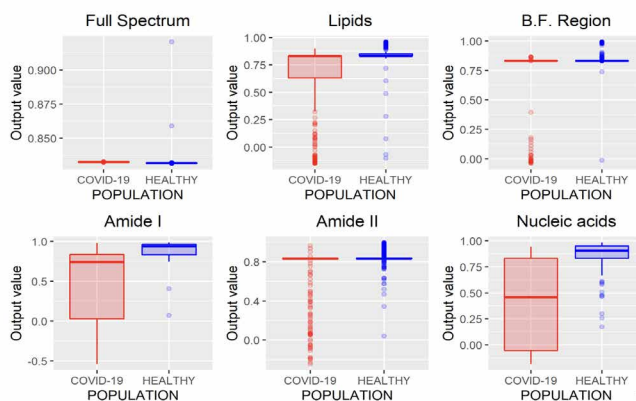 Full Spectrum
Output value
0.900
0.875
0.850
COVID-19 HEALTHY
POPULATION
Lipids
Output value
0.75
0.50
0.25
0.00
COVID-19 HEALTHY
POPULATION
B.F. Region
Output value
1.00
0.75
0.50
0.25
0.00
COVID-19 HEALTHY
POPULATION
Amide I
Output value
1.0
0.5
0.0
-0.5
COVID-19 HEALTHY
POPULATION
Amide II
Output value
0.8
0.4
0.0
COVID-19 HEALTHY
POPULATION
Nucleic acids
Output value
1.00
0.75
0.50
0.25
0.00
COVID-19 HEALTHY
POPULATION